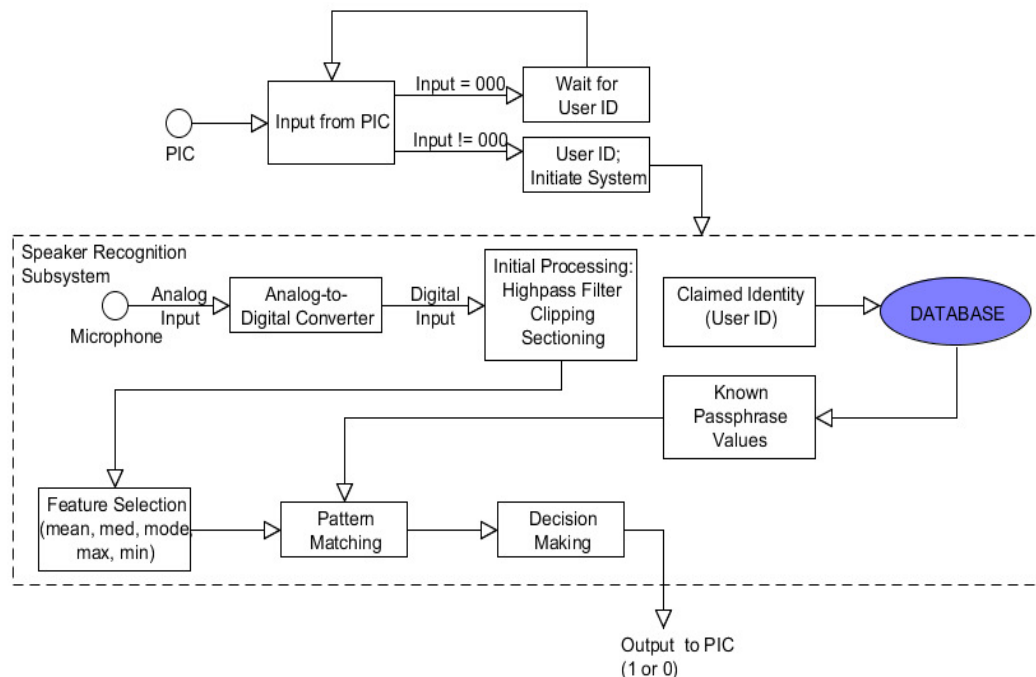 Input = 000
Wait for
User ID
Input from PIC
PIC
Input != 000
User ID;
Initiate System
Speaker Recognition
Subsystem
Microphone
Analog
Input
Analog-to-
Digital Converter
Digital
Input
Initial Processing:
Highpass Filter
Clipping
Sectioning
Claimed Identity
(User ID)
DATABASE
Known
Passphrase
Values
Feature Selection
(mean, med, mode,
max, min)
Pattern
Matching
Decision
Making
Output to PIC
(1 or 0)